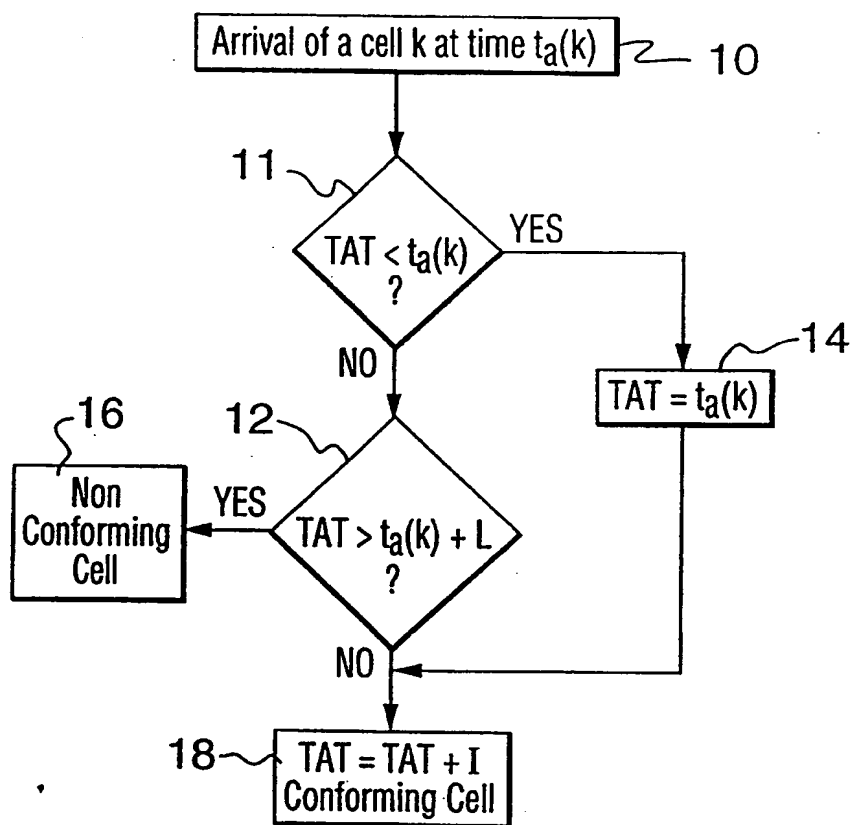 Arrival of a cell k at time ta(k)
10
11
TAT < ta(k)
?
YES
NO
14
TAT = ta(k)
16
Non
Conforming
Cell
12
YES
TAT > ta(k) + L
?
NO
18
TAT = TAT + I
Conforming Cell